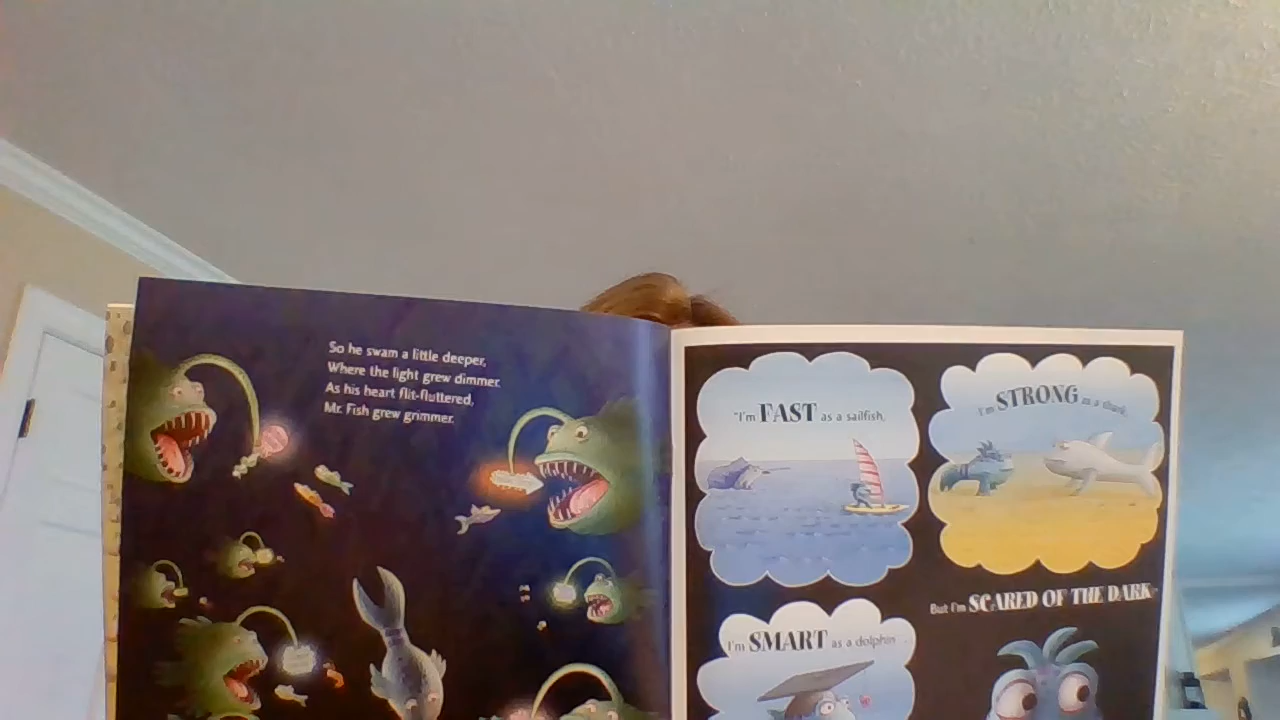 So he swam a little deeper,
Where the light grew dimmer.
As his heart flit-fluttered,
Mr. Fish grew grimmer.
"I'm FAST as a sailfish,
I'm STRONG as a shark,
I'm SMART as a dolphin...
But I'm SCARED OF THE DARK."